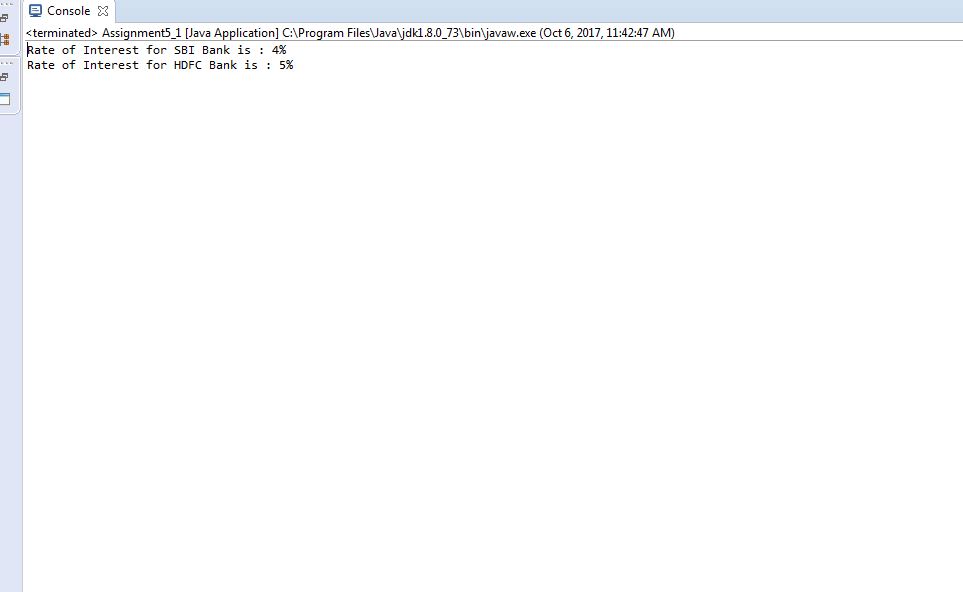 Console
<terminated> Assignment5_1 [Java Application] C:\Program Files\Java\jdk1.8.0_73\bin\javaw.exe (Oct 6, 2017, 11:42:47 AM)
Rate of Interest for SBI Bank is : 4%
Rate of Interest for HDFC Bank is : 5%